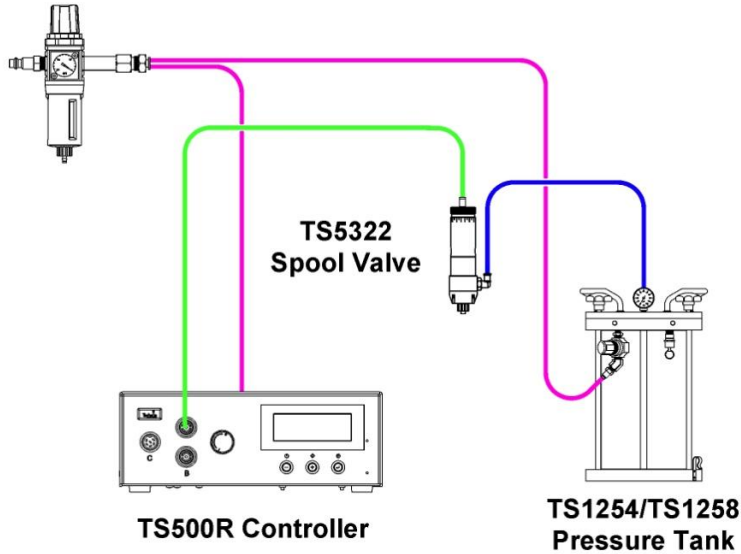 TS5322
Spool Valve
C
B
TS500R Controller
TS1254/TS1258
Pressure Tank